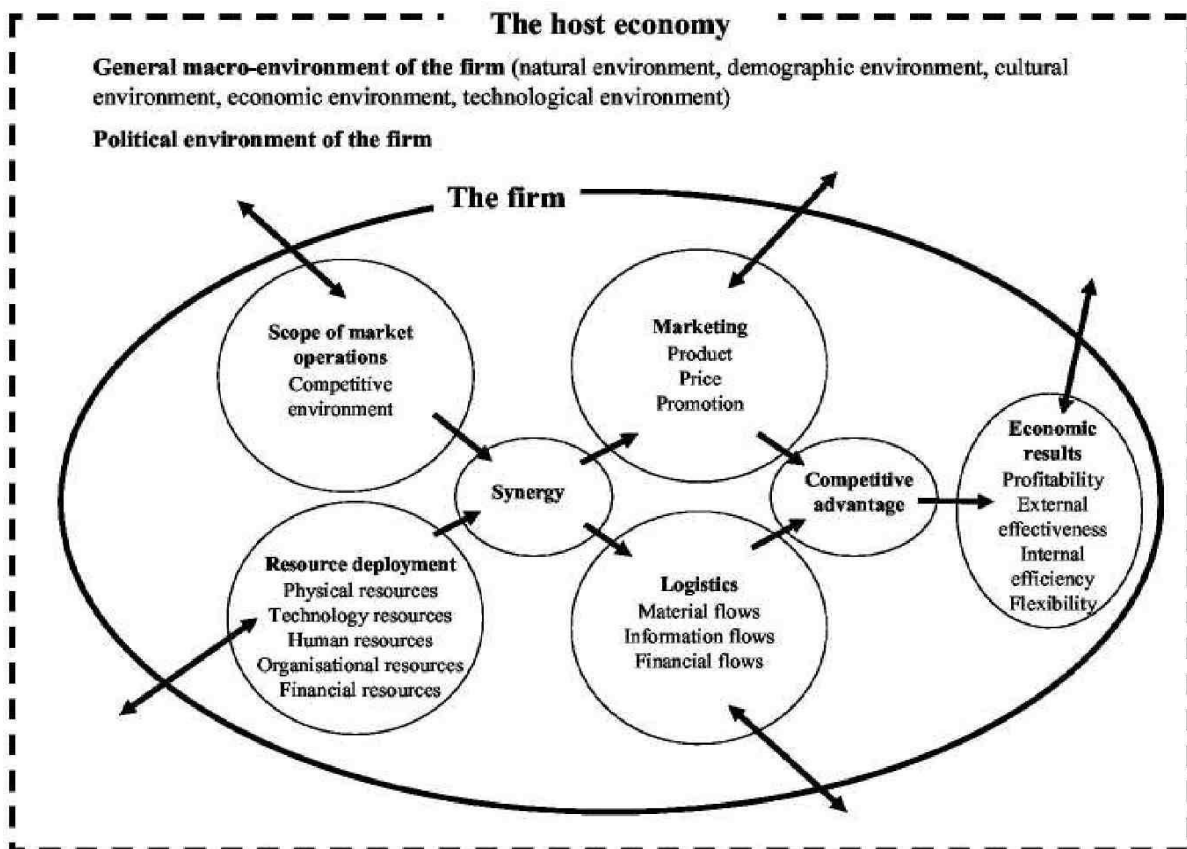 The host economy
General macro-environment of the firm (natural environment, demographic environment, cultural
environment, economic environment, technological environment)
Political environment of the firm
The firm
Scope of market
operations
Competitive
environment
Marketing
Product
Price
Promotion
Synergy
Competitive
advantage
Economic
results
Profitability
External
effectiveness
Internal
efficiency
Flexibility
Resource deployment
Physical resources
Technology resources
Human resources
Organisational resources
Financial resources
Logistics
Material flows
Information flows
Financial flows